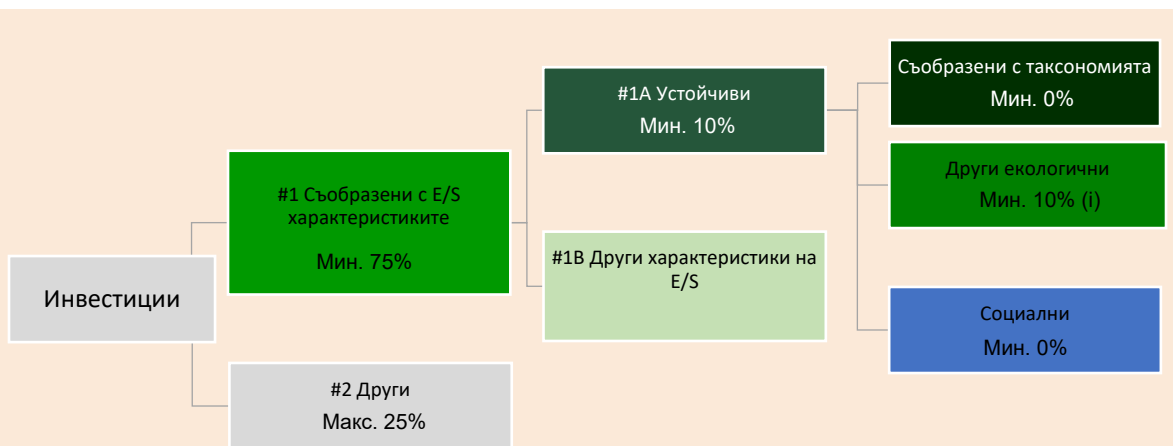 Инвестиции
#1 Съобразени с E/S
характеристиките
Мин. 75%
#2 Други
Макс. 25%
#1A Устойчиви
Мин. 10%
#1B Други характеристики на
E/S
Съобразени с таксономията
Мин. 0%
Други екологични
Мин. 10% (i)
Социални
Мин. 0%